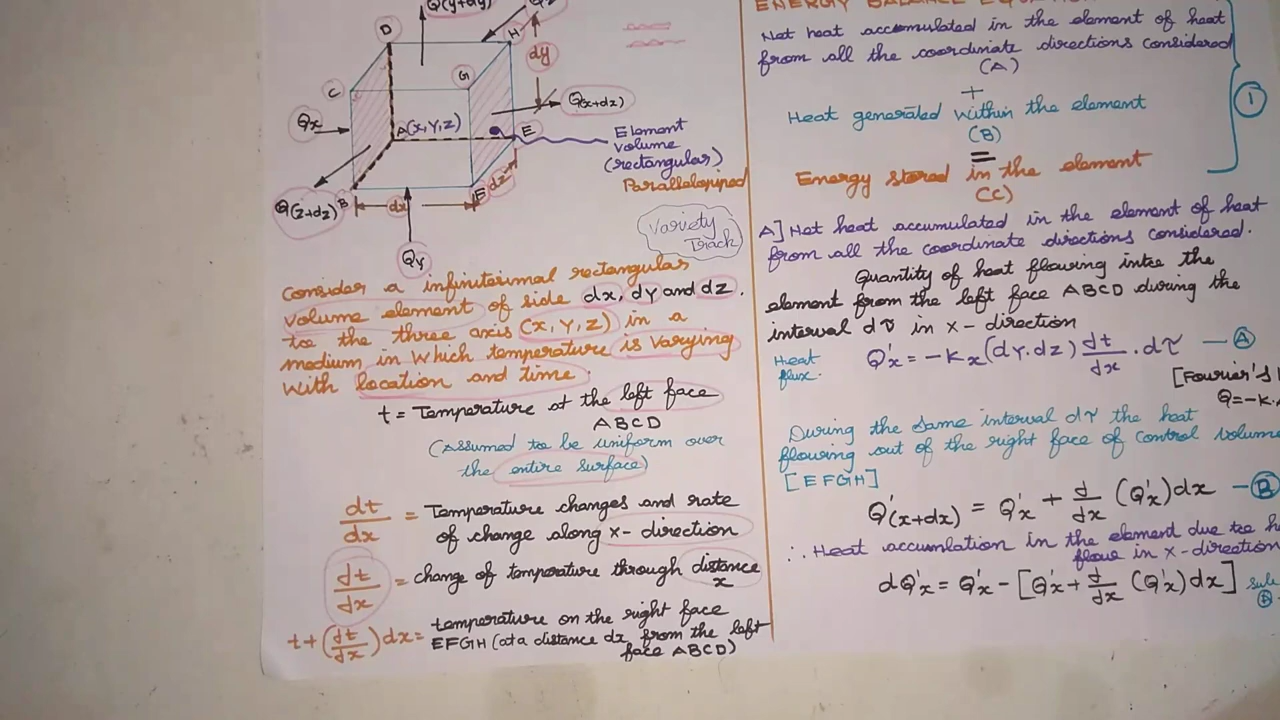 Q(y+dy)
D
H
dy
C
G
Q(x+dz)
Qx
A(x,Y,z)
E
Element
volume
(rectangular)
Parallelopiped
dz
Q(z+dz)
B
dx
F
Qy
Variety
Track
Consider a infinitesimal rectangular
volume element of side dx, dy and dz.
to the three axis (x, Y, z) in a
medium in which temperature is varying
with location and time.
t = Temperature at the left face
ABCD
(Assumed to be uniform over
the entire surface)
dt/dx = Temperature changes and rate
of change along x-direction
dt/dx = change of temperature through distance
x
t+(dt/dx)dx = temperature on the right face
EFGH (at a distance dx from the left
face ABCD)
ENERGY BALANCE
Net heat accumulated in the element of heat
from all the coordinate directions considered
(A)
+
Heat generated within the element
(B)
=
Energy stored in the element
(C)
1
A] Net heat accumulated in the element of heat
from all the coordinate directions considered.
Quantity of heat flowing into the
element from the left face ABCD during the
interval dτ in x-direction
Heat
flux.
Q'x = -Kx (dY.dz) dt/dx . dτ — A
[Fourier's
Q=-K.A
During the same interval dτ the heat
flowing out of the right face of control volume
[EFGH]
Q'(x+dx) = Q'x + d/dx (Q'x)dx — B
∴ Heat accumlation in the element due to
flow in x-direction
dQ'x = Q'x - [Q'x + d/dx (Q'x)dx]
A